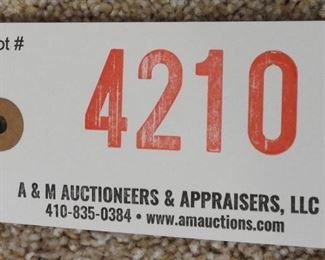 ot #
4210
A & M AUCTIONEERS & APPRAISERS, LLC
410-835-0384 • www.amauctions.com